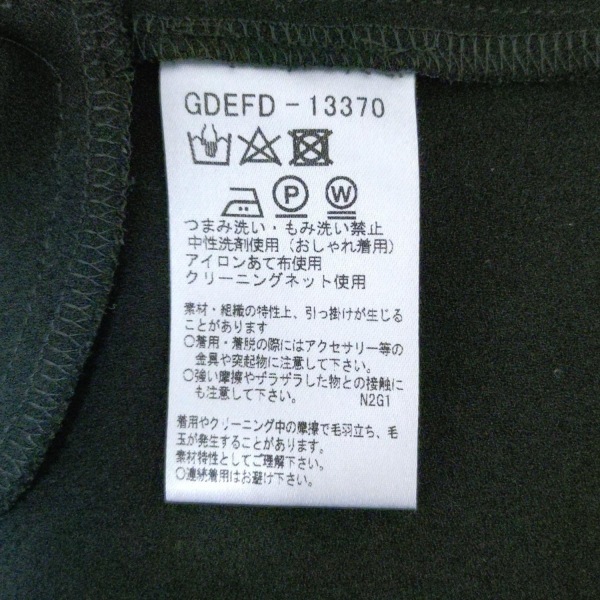 GDEFD-13370
P W
つまみ洗い・もみ洗い禁止
中性洗剤使用(おしゃれ着用)
アイロンあて布使用
クリーニングネット使用
素材・組織の特性上、引っ掛けが生じる
ことがあります
○着用・着脱の際にはアクセサリー等の
金具や突起物に注意して下さい。
○強い摩擦やザラザラした物との接触に
も注意して下さい。 N2G1
着用やクリーニング中の摩擦で毛羽立ち、毛
玉が発生することがあります。
素材特性としてご理解下さい。
○連続着用はお避け下さい。